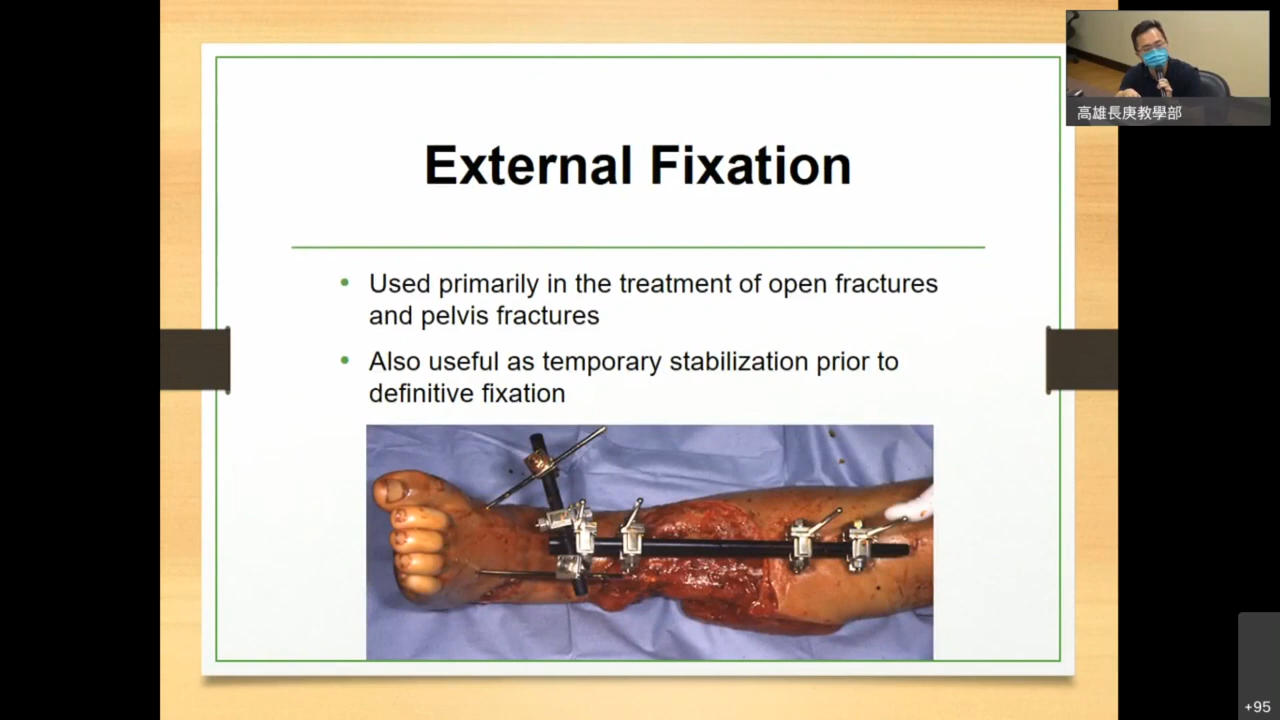 External Fixation
• Used primarily in the treatment of open fractures
and pelvis fractures
• Also useful as temporary stabilization prior to
definitive fixation
高雄長庚教學部
+95